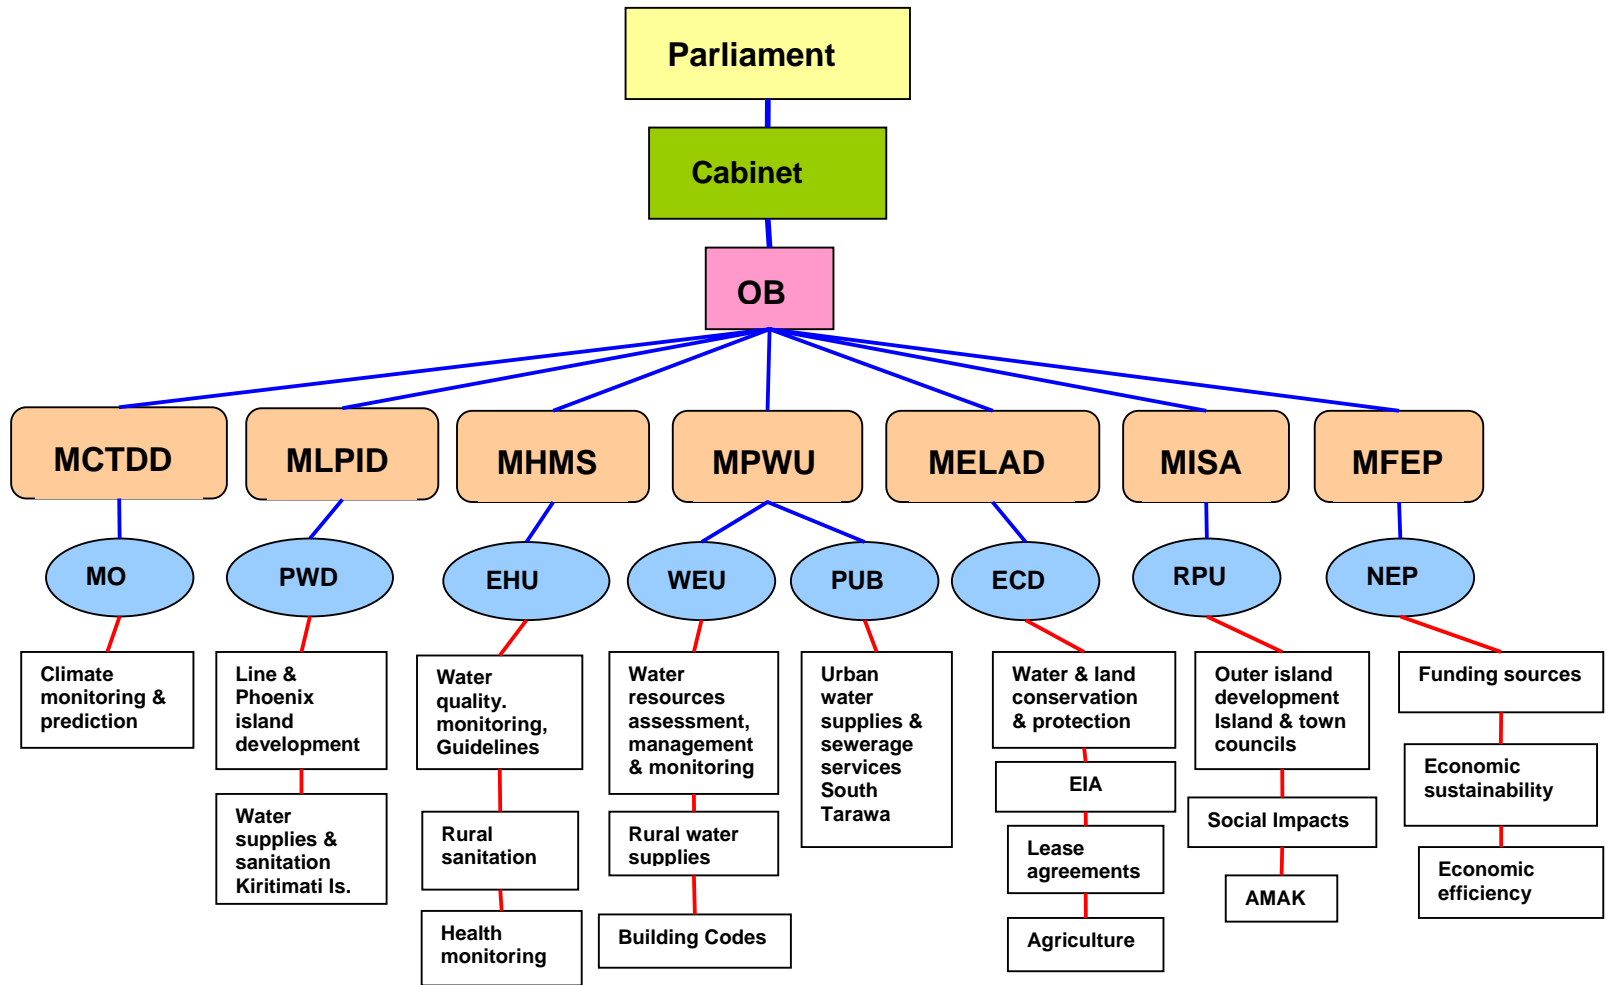 Parliament
Cabinet
OB
MCTDD
MLPID
MHMS
MPWU
MELAD
MISA
MFEP
MO
PWD
EHU
WEU
PUB
ECD
RPU
NEP
Climate
monitoring &
prediction
Line &
Phoenix
island
development
Water
supplies &
sanitation
Kiritimati Is.
Water
quality.
monitoring,
Guidelines
Rural
sanitation
Health
monitoring
Water
resources
assessment,
management
& monitoring
Rural water
supplies
Building Codes
Urban
water
supplies &
sewerage
services
South
Tarawa
Water & land
conservation
& protection
EIA
Lease
agreements
Agriculture
Outer island
development
Island & town
councils
Social Impacts
AMAK
Funding sources
Economic
sustainability
Economic
efficiency